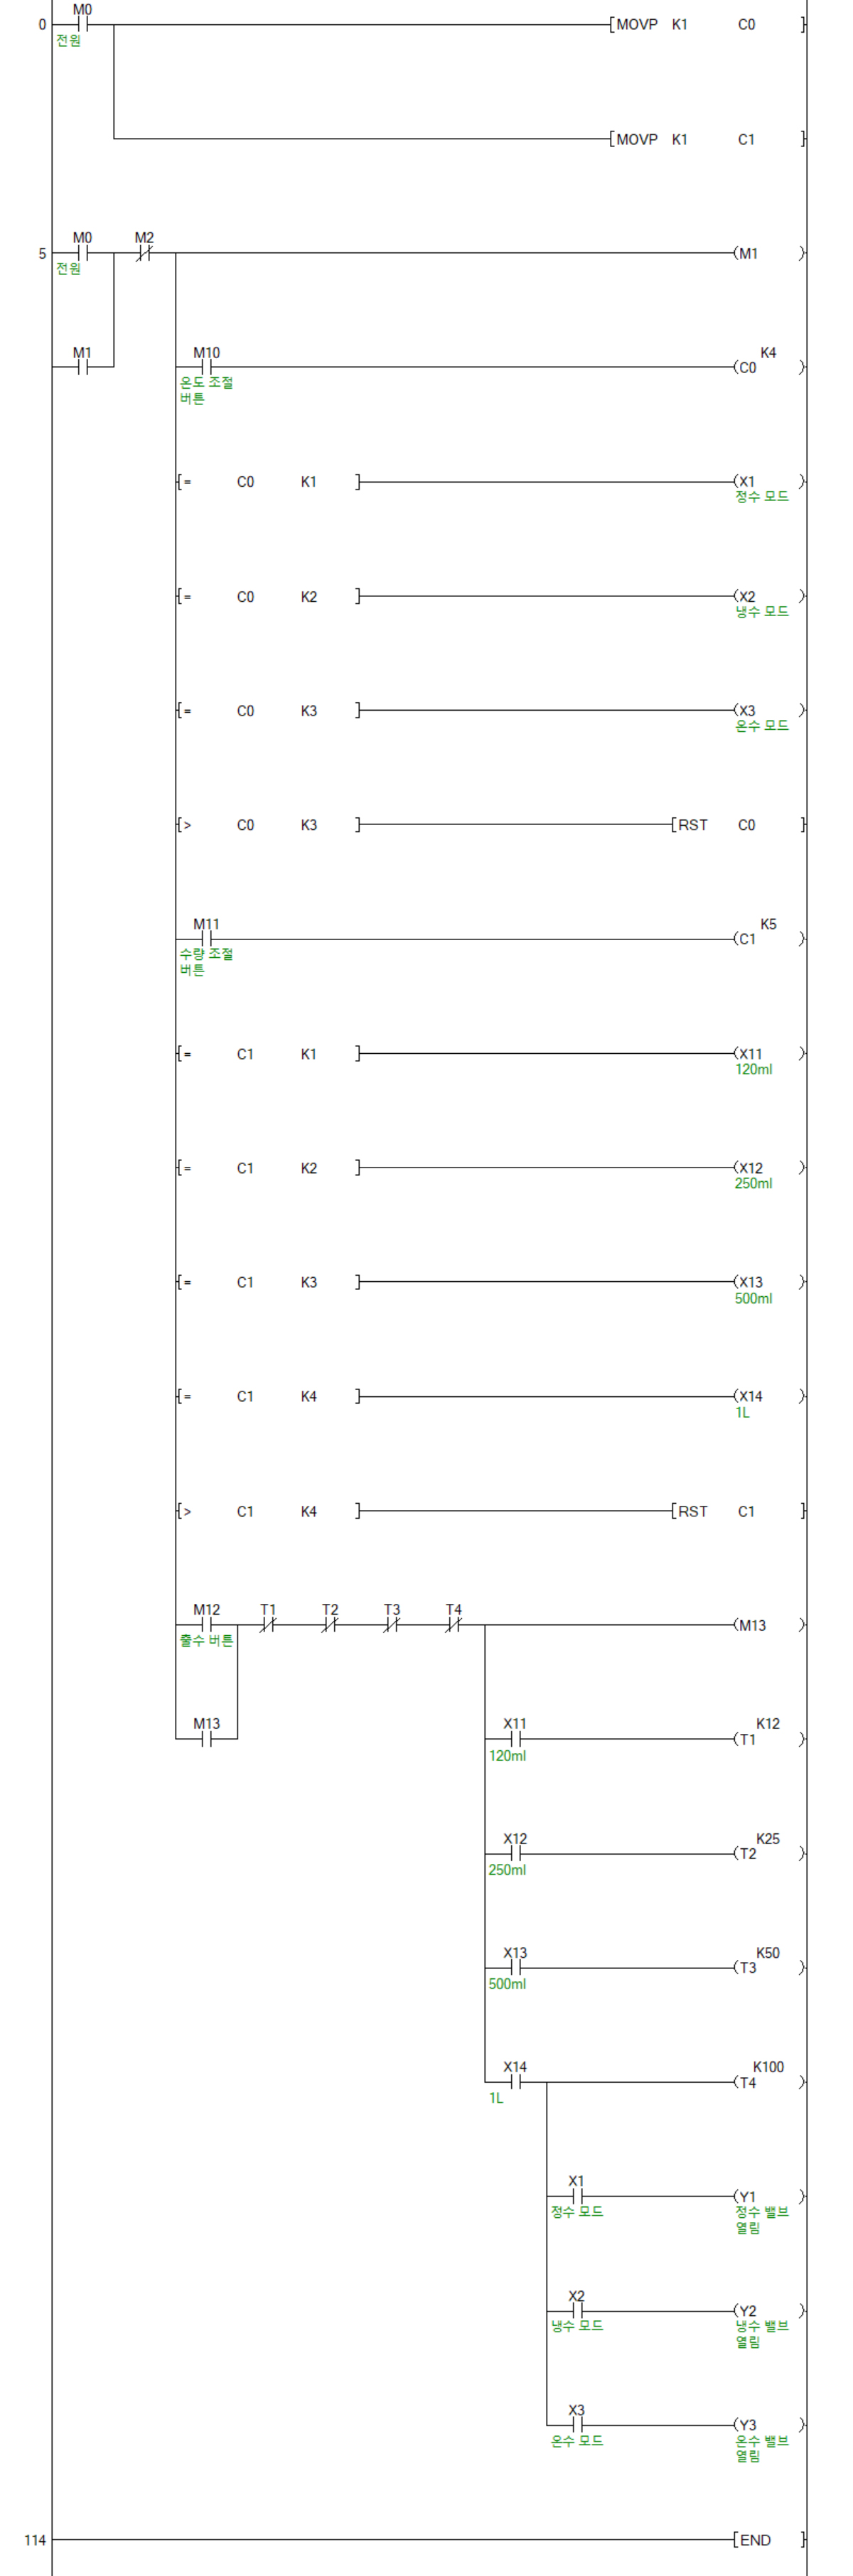 M0
0 [MOVP K1 C0 ]
전원
[MOVP K1 C1 ]
M0 M2
5 (M1 )
전원
M1 M10 K4
(C0 )
온도 조절
버튼
[= C0 K1 ] (X1 )
정수 모드
[= C0 K2 ] (X2 )
냉수 모드
[= C0 K3 ] (X3 )
온수 모드
[> C0 K3 ] [RST C0 ]
M11 K5
(C1 )
수량 조절
버튼
[= C1 K1 ] (X11 )
120ml
[= C1 K2 ] (X12 )
250ml
[= C1 K3 ] (X13 )
500ml
[= C1 K4 ] (X14 )
1L
[> C1 K4 ] [RST C1 ]
M12 T1 T2 T3 T4
(M13 )
출수 버튼
M13 X11 K12
(T1 )
120ml
X12 K25
(T2 )
250ml
X13 K50
(T3 )
500ml
X14 K100
(T4 )
1L
X1
(Y1 )
정수 모드 정수 밸브
열림
X2
(Y2 )
냉수 모드 냉수 밸브
열림
X3
(Y3 )
온수 모드 온수 밸브
열림
114 [END ]